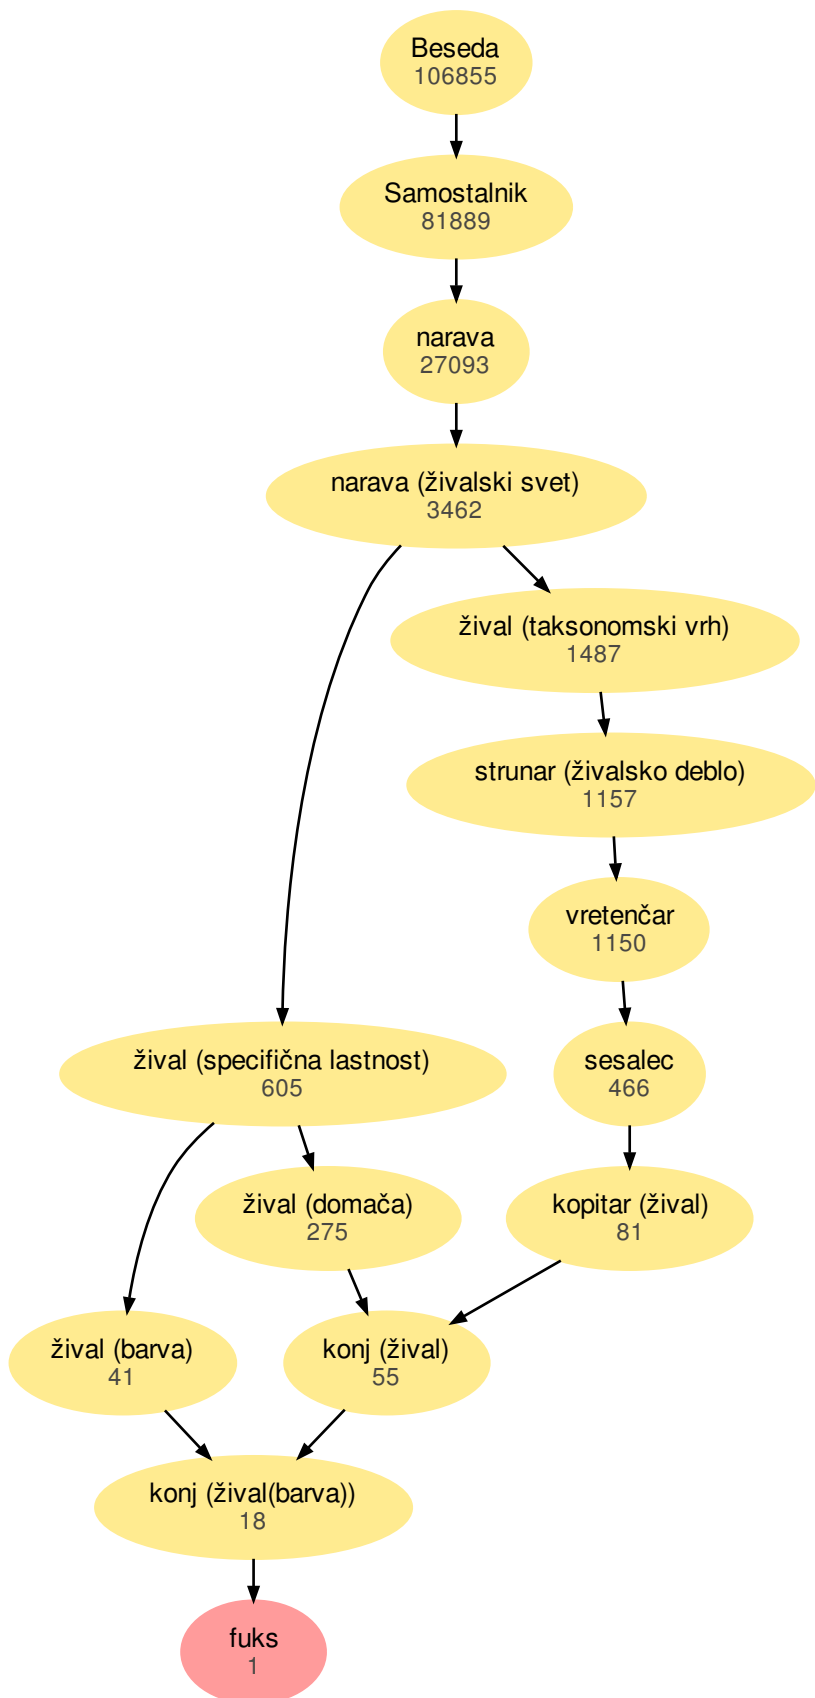 Beseda
106855
Samostalnik
81889
narava
27093
narava (živalski svet)
3462
žival (taksonomski vrh)
1487
strunar (živalsko deblo)
1157
vretenčar
1150
žival (specifična lastnost)
605
sesalec
466
žival (domača)
275
kopitar (žival)
81
žival (barva)
41
konj (žival)
55
konj (žival(barva))
18
fuks
1